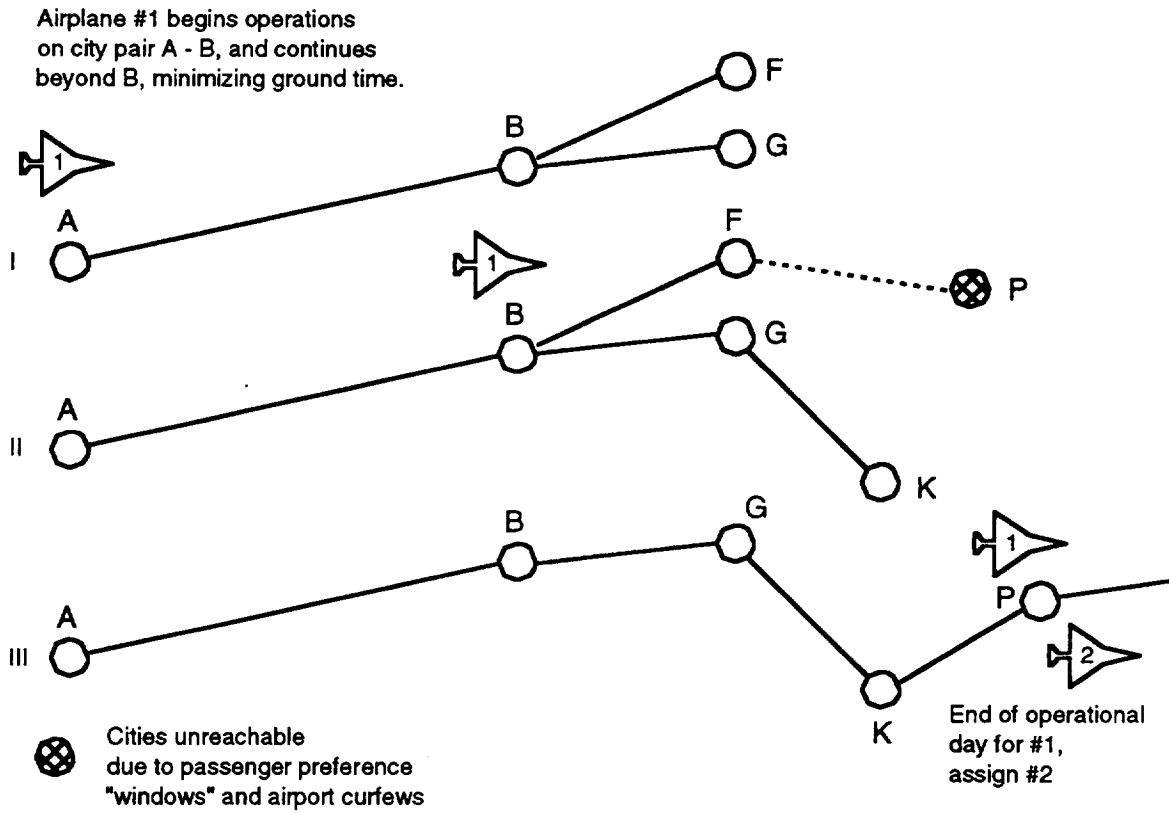 Airplane #1 begins operations
on city pair A - B, and continues
beyond B, minimizing ground time.
F
B
G
1
A
I
F
1
P
B
G
A
II
K
G
B
1
P
A
2
III
K
End of operational
day for #1,
assign #2
Cities unreachable
due to passenger preference
"windows" and airport curfews